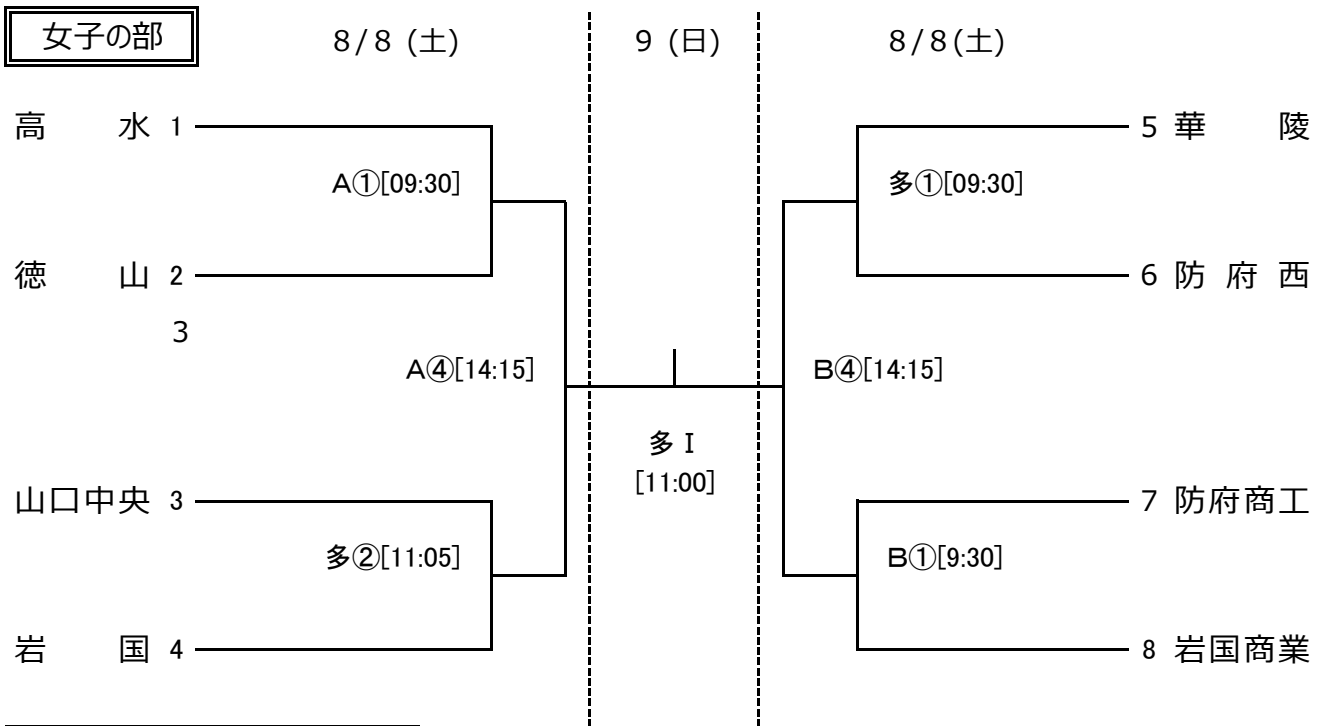 女子の部 8/8 (土) 9 (日) 8/8(土)
高 水 1 5 華 陵
A①[09:30] 多①[09:30]
徳 山 2 6 防 府 西
3
A④[14:15] B④[14:15]
多 I
[11:00]
山口中央 3 7 防府商工
多②[11:05] B①[9:30]
岩 国 4 8 岩国商業